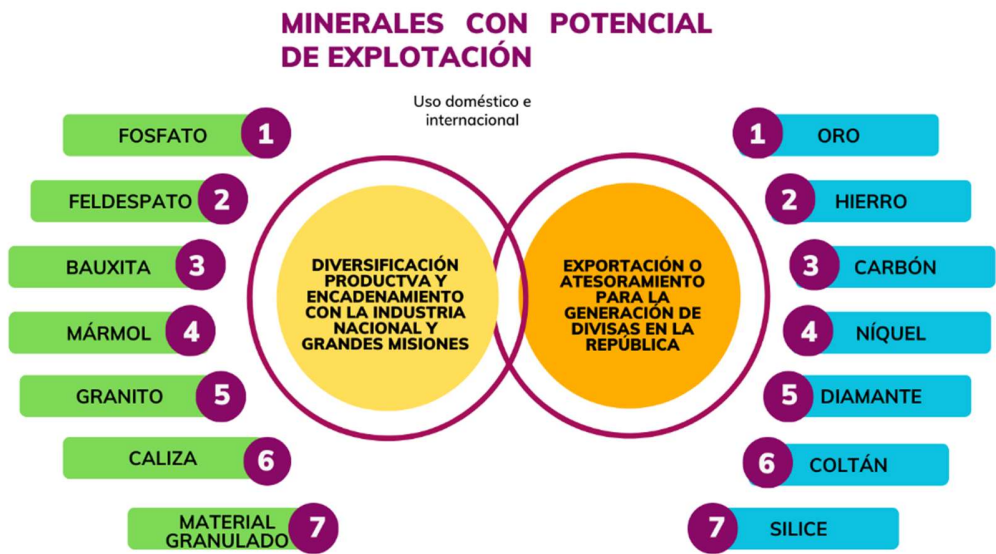 MINERALES CON POTENCIAL
DE EXPLOTACIÓN
Uso doméstico e
internacional
FOSFATO 1
FELDESPATO 2
BAUXITA 3
MÁRMOL 4
GRANITO 5
CALIZA 6
MATERIAL
GRANULADO 7
DIVERSIFICACIÓN
PRODUCTVA Y
ENCADENAMIENTO
CON LA INDUSTRIA
NACIONAL Y
GRANDES MISIONES
EXPORTACIÓN O
ATESORAMIENTO
PARA LA
GENERACIÓN DE
DIVISAS EN LA
REPÚBLICA
1 ORO
2 HIERRO
3 CARBÓN
4 NÍQUEL
5 DIAMANTE
6 COLTÁN
7 SILICE